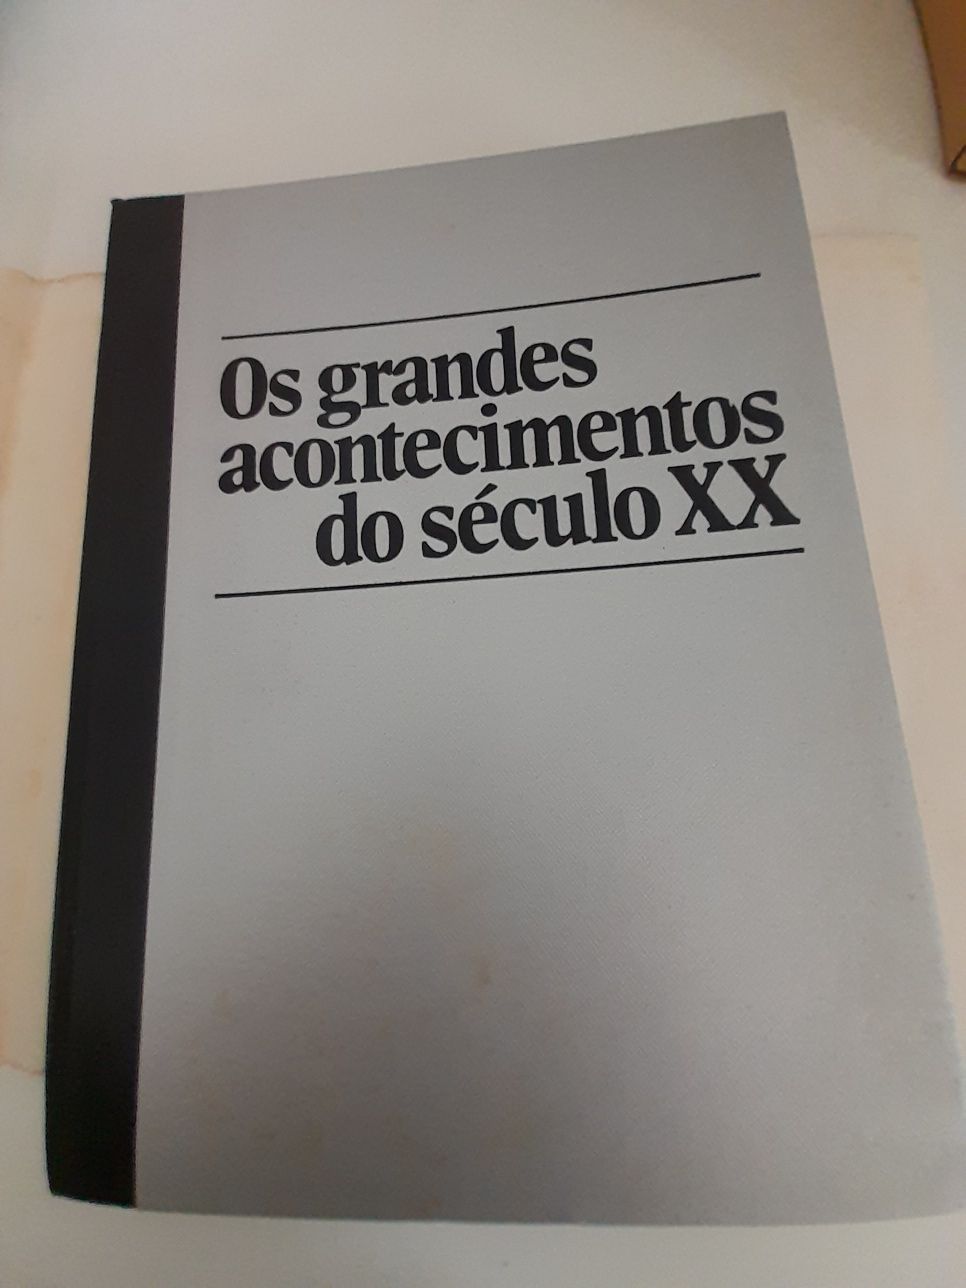 Os grandes
acontecimentos
do século XX